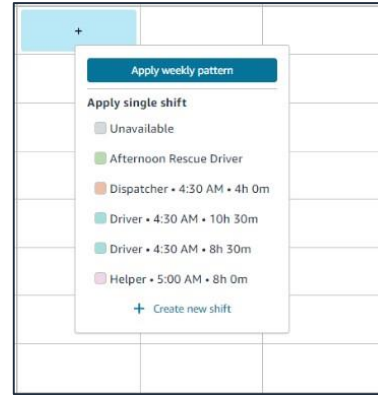 +
Apply weekly pattern
Apply single shift
Unavailable
Afternoon Rescue Driver
Dispatcher • 4:30 AM • 4h 0m
Driver • 4:30 AM • 10h 30m
Driver • 4:30 AM • 8h 30m
Helper • 5:00 AM • 8h 0m
+ Create new shift